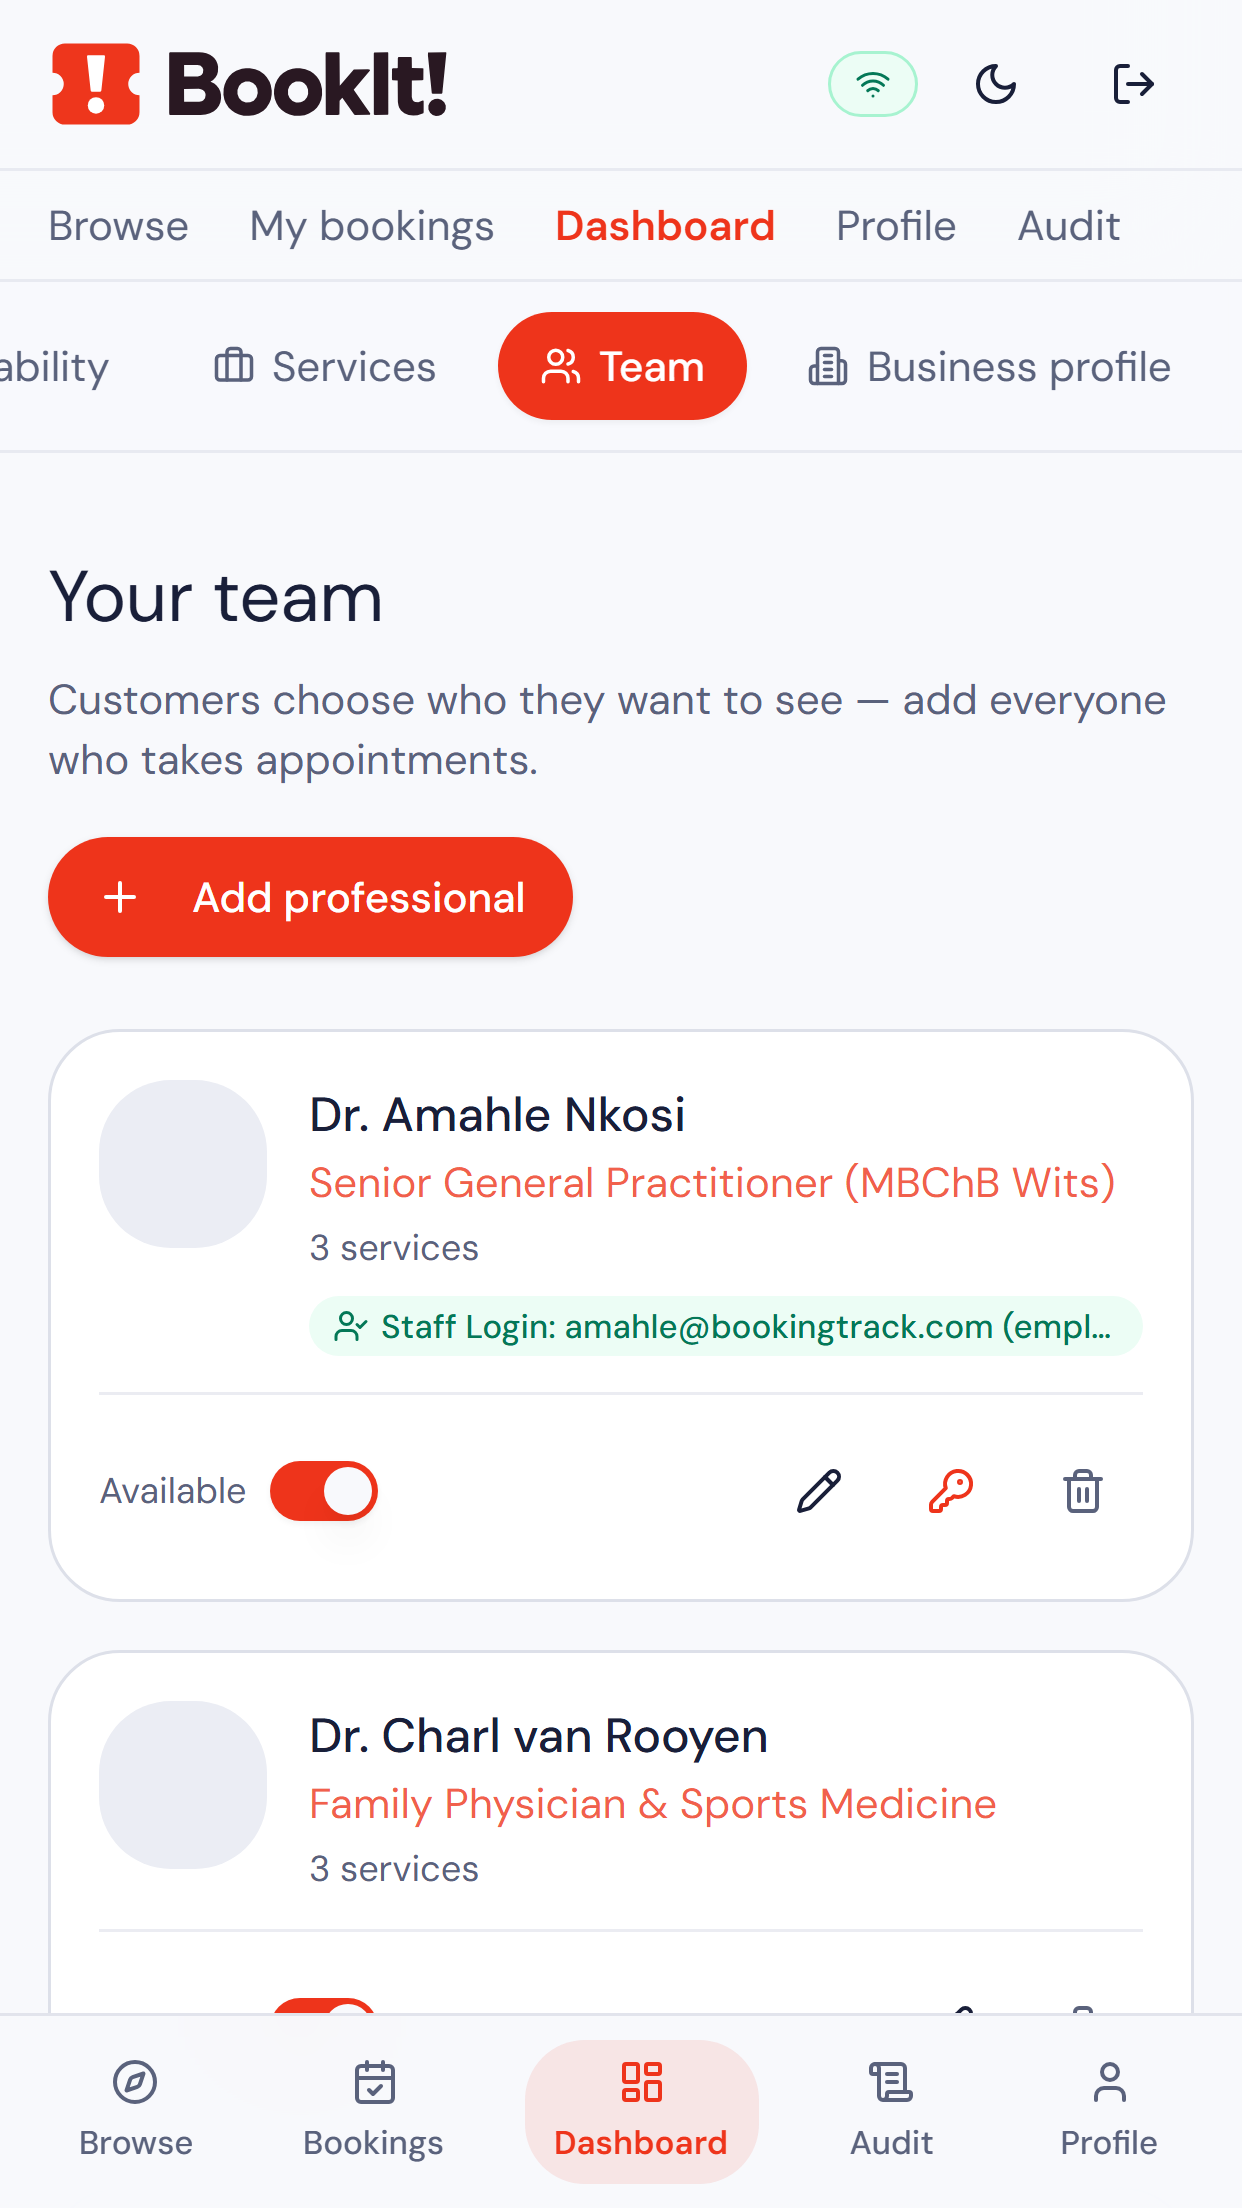 BookIt!
Browse My bookings Dashboard Profile Audit
ability Services Team Business profile
Your team
Customers choose who they want to see — add everyone
who takes appointments.
Add professional
Dr. Amahle Nkosi
Senior General Practitioner (MBChB Wits)
3 services
Staff Login: amahle@bookingtrack.com (empl...
Available
Dr. Charl van Rooyen
Family Physician & Sports Medicine
3 services
Browse Bookings Dashboard Audit Profile